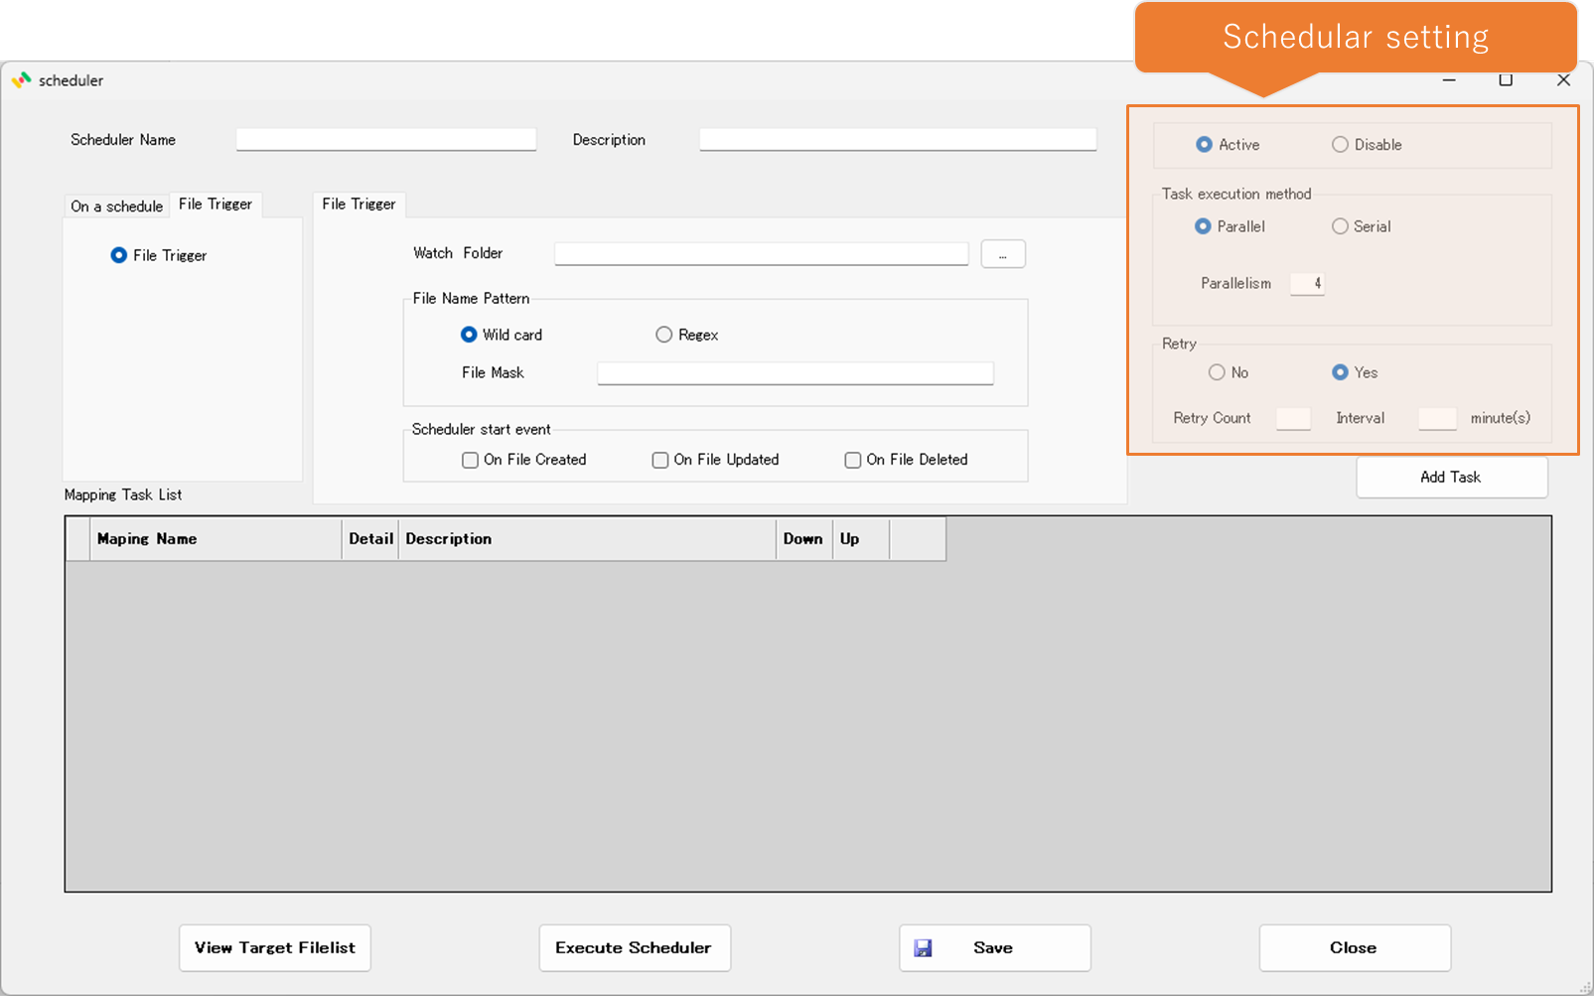 Schedular setting
scheduler
Scheduler Name
Description
Active
Disable
Task execution method
Parallel
Serial
Parallelism
4
Retry
No
Yes
Retry Count
Interval
minute(s)
On a schedule
File Trigger
File Trigger
File Trigger
Watch Folder
...
File Name Pattern
Wild card
Regex
File Mask
Scheduler start event
On File Created
On File Updated
On File Deleted
Add Task
Mapping Task List
Maping Name
Detail
Description
Down
Up
View Target Filelist
Execute Scheduler
Save
Close